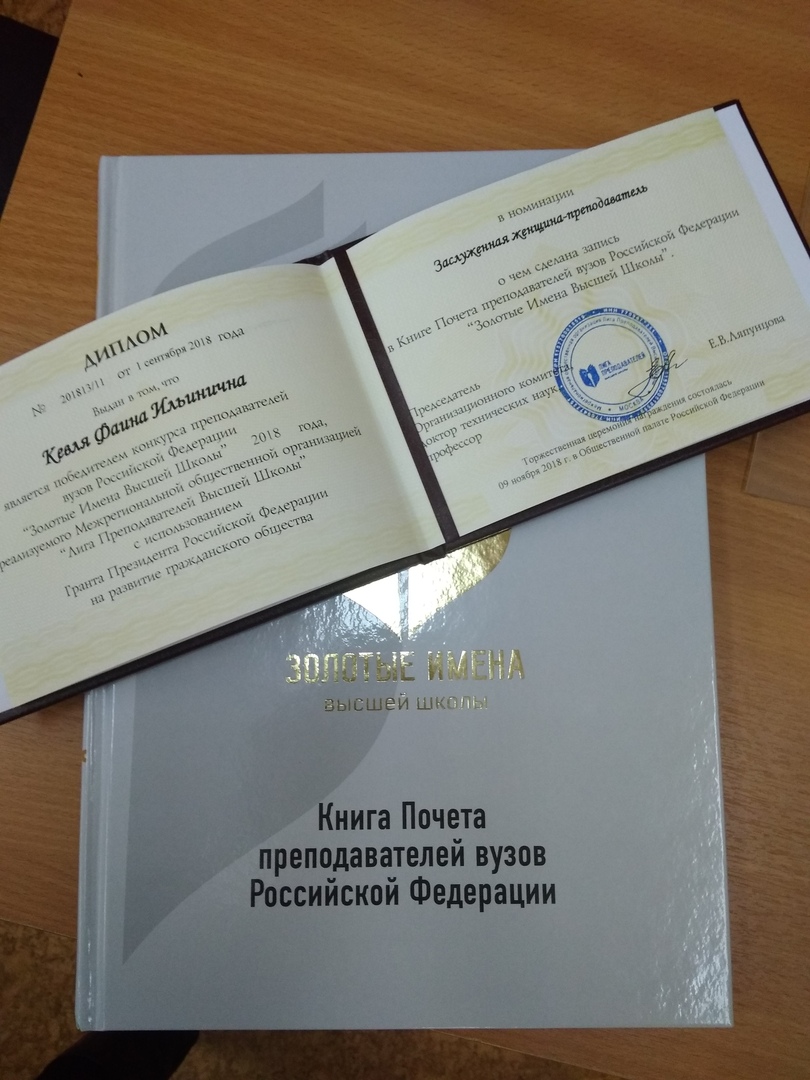 ДИПЛОМ
№ 201813/11 от 1 сентября 2018 года
Выдан в том, что
Кевля Фаина Ильинична
является победителем конкурса преподавателей
вузов Российской Федерации
“Золотые Имена Высшей Школы” 2018 года,
реализуемого Межрегиональной общественной организацией
“Лига Преподавателей Высшей Школы”
с использованием
Гранта Президента Российской Федерации
на развитие гражданского общества
в номинации
Заслуженная женщина-преподаватель
о чем сделана запись
в Книге Почета преподавателей вузов Российской Федерации
“Золотые Имена Высшей Школы” .
Председатель
Организационного комитета,
доктор технических наук,
профессор
Е.В.Ляпунцова
ЛИГА
ПРЕПОДАВАТЕЛЕЙ
МОСКВА
Торжественная церемония награждения состоялась
09 ноября 2018 г. в Общественной палате Российской Федерации
ЗОЛОТЫЕ ИМЕНА
ВЫСШЕЙ ШКОЛЫ
Книга Почета
преподавателей вузов
Российской Федерации